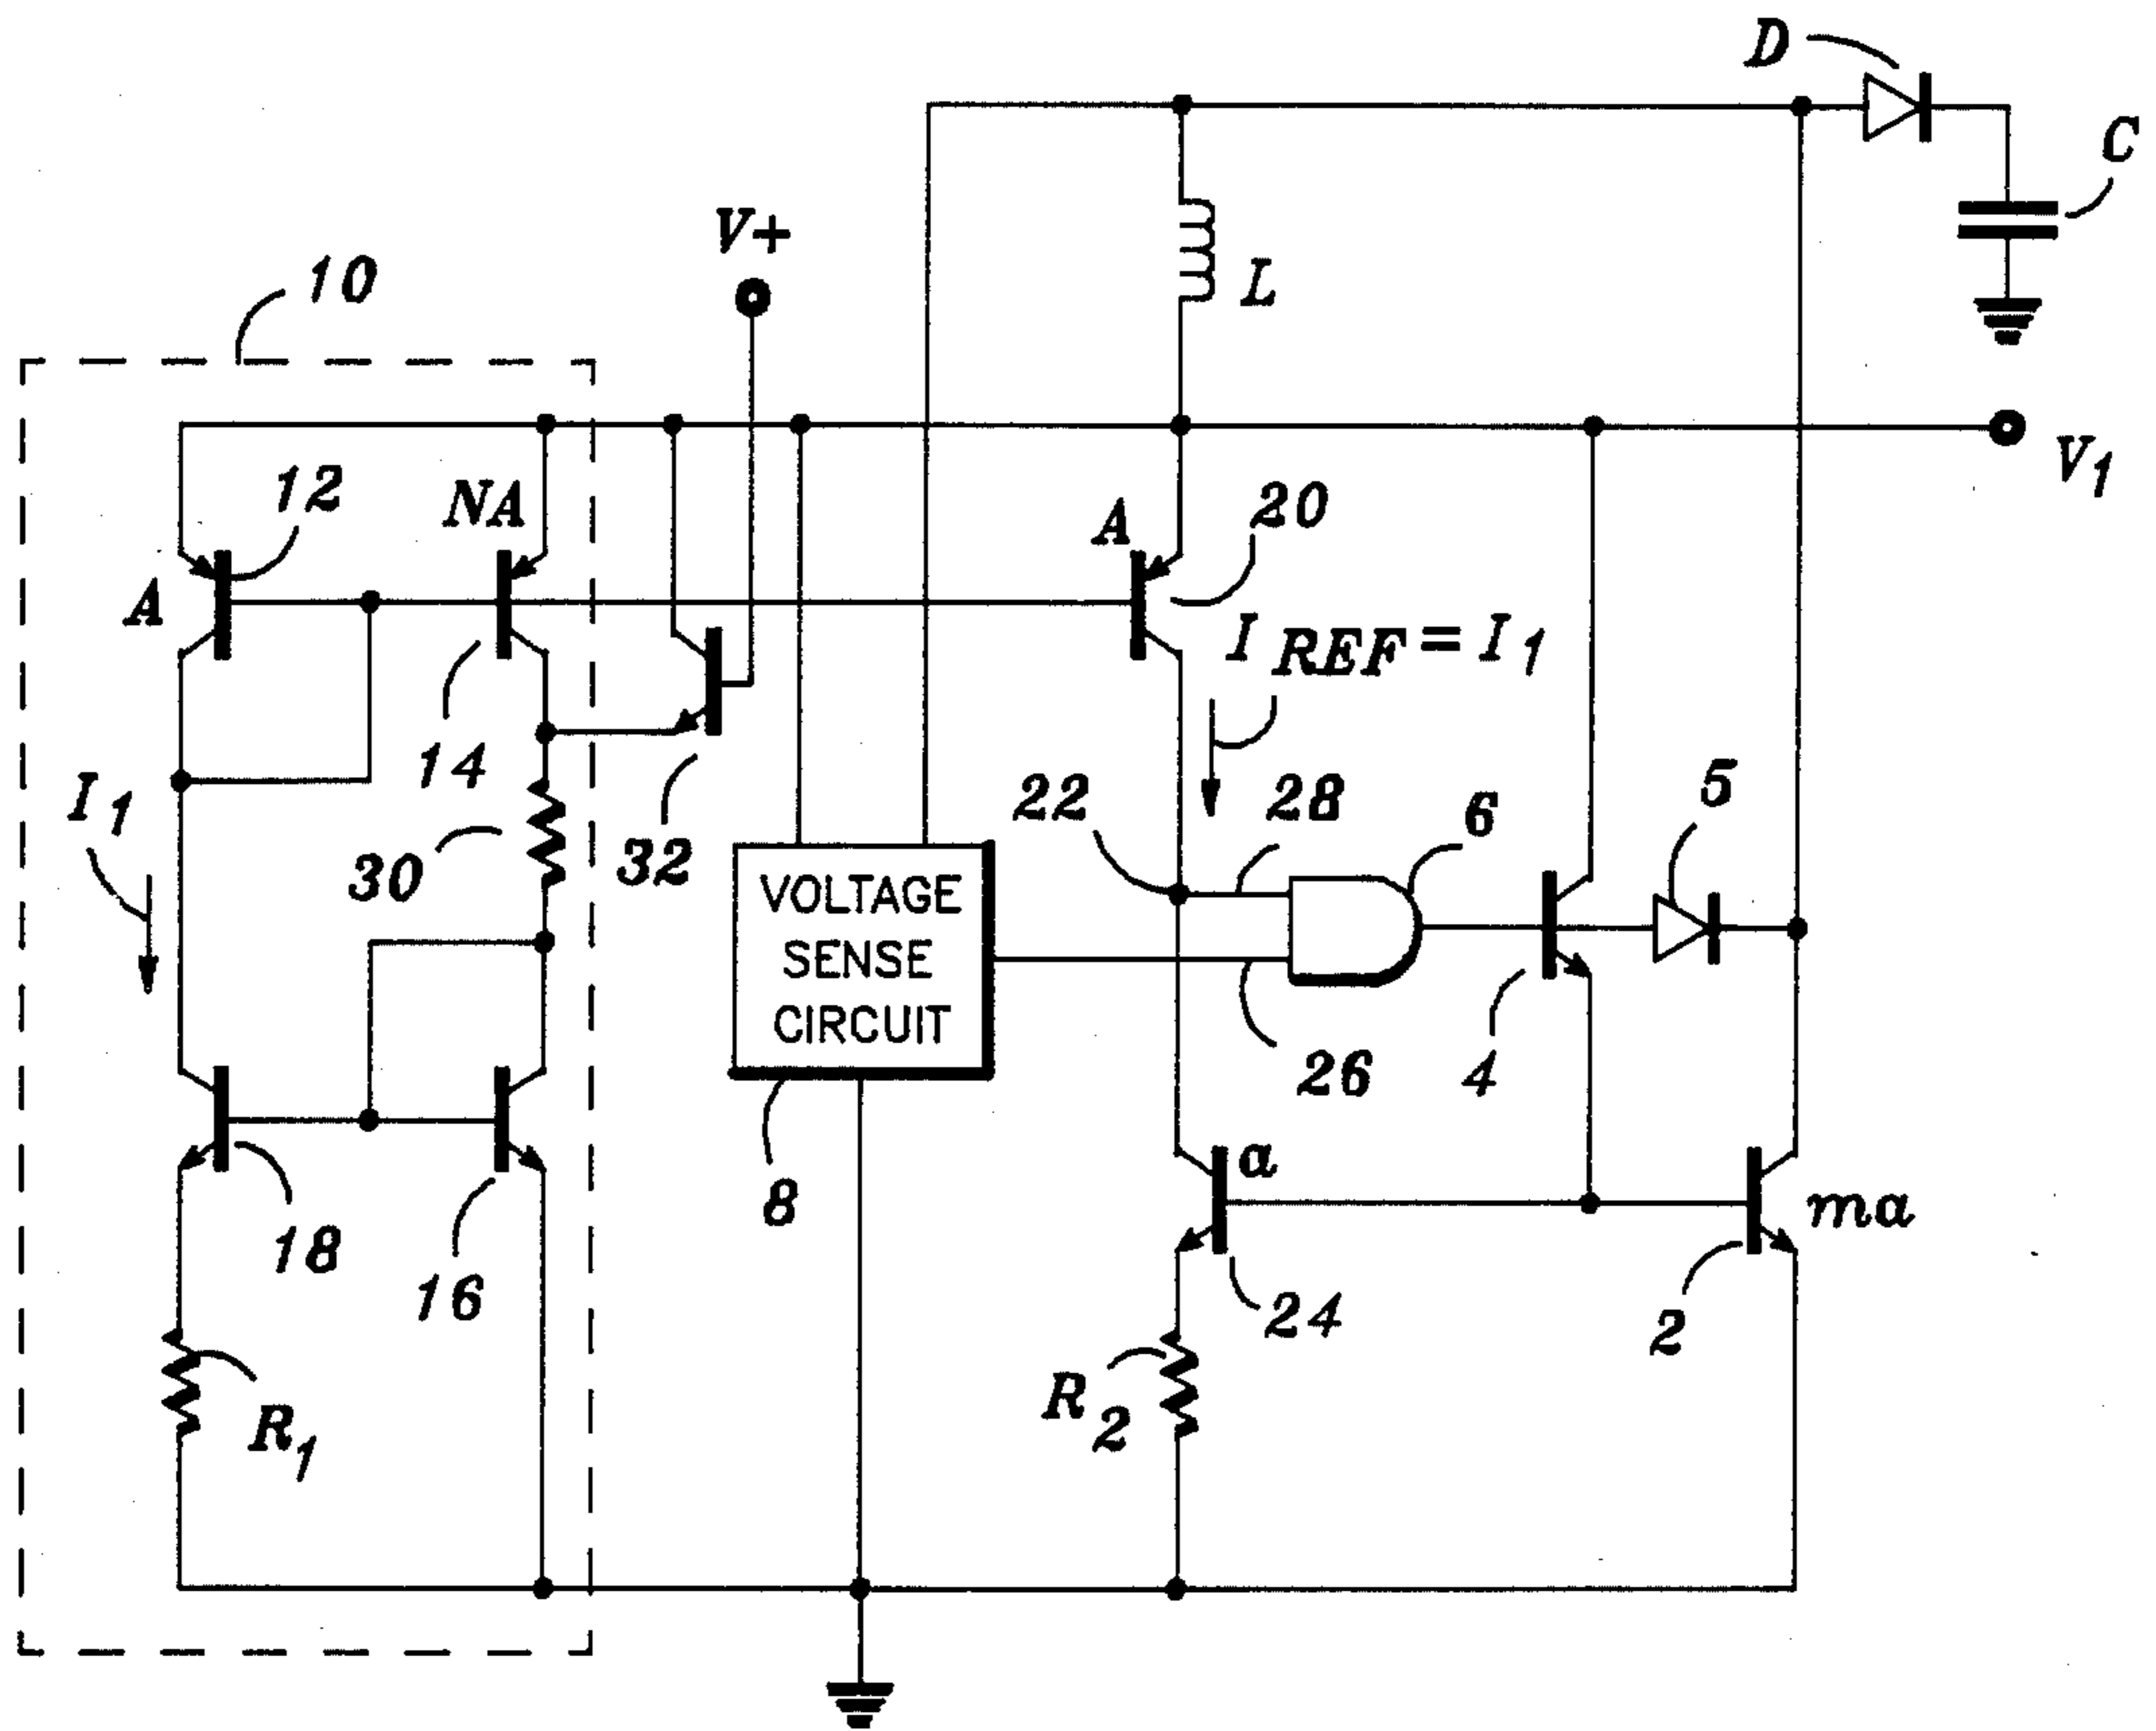 D
C
V+
10
L
V1
12
NA
A
20
A
I REF = I1
14
I1
30
32
22
28
6
5
VOLTAGE
SENSE
CIRCUIT
26
4
8
a
ma
18
16
24
2
R1
R2